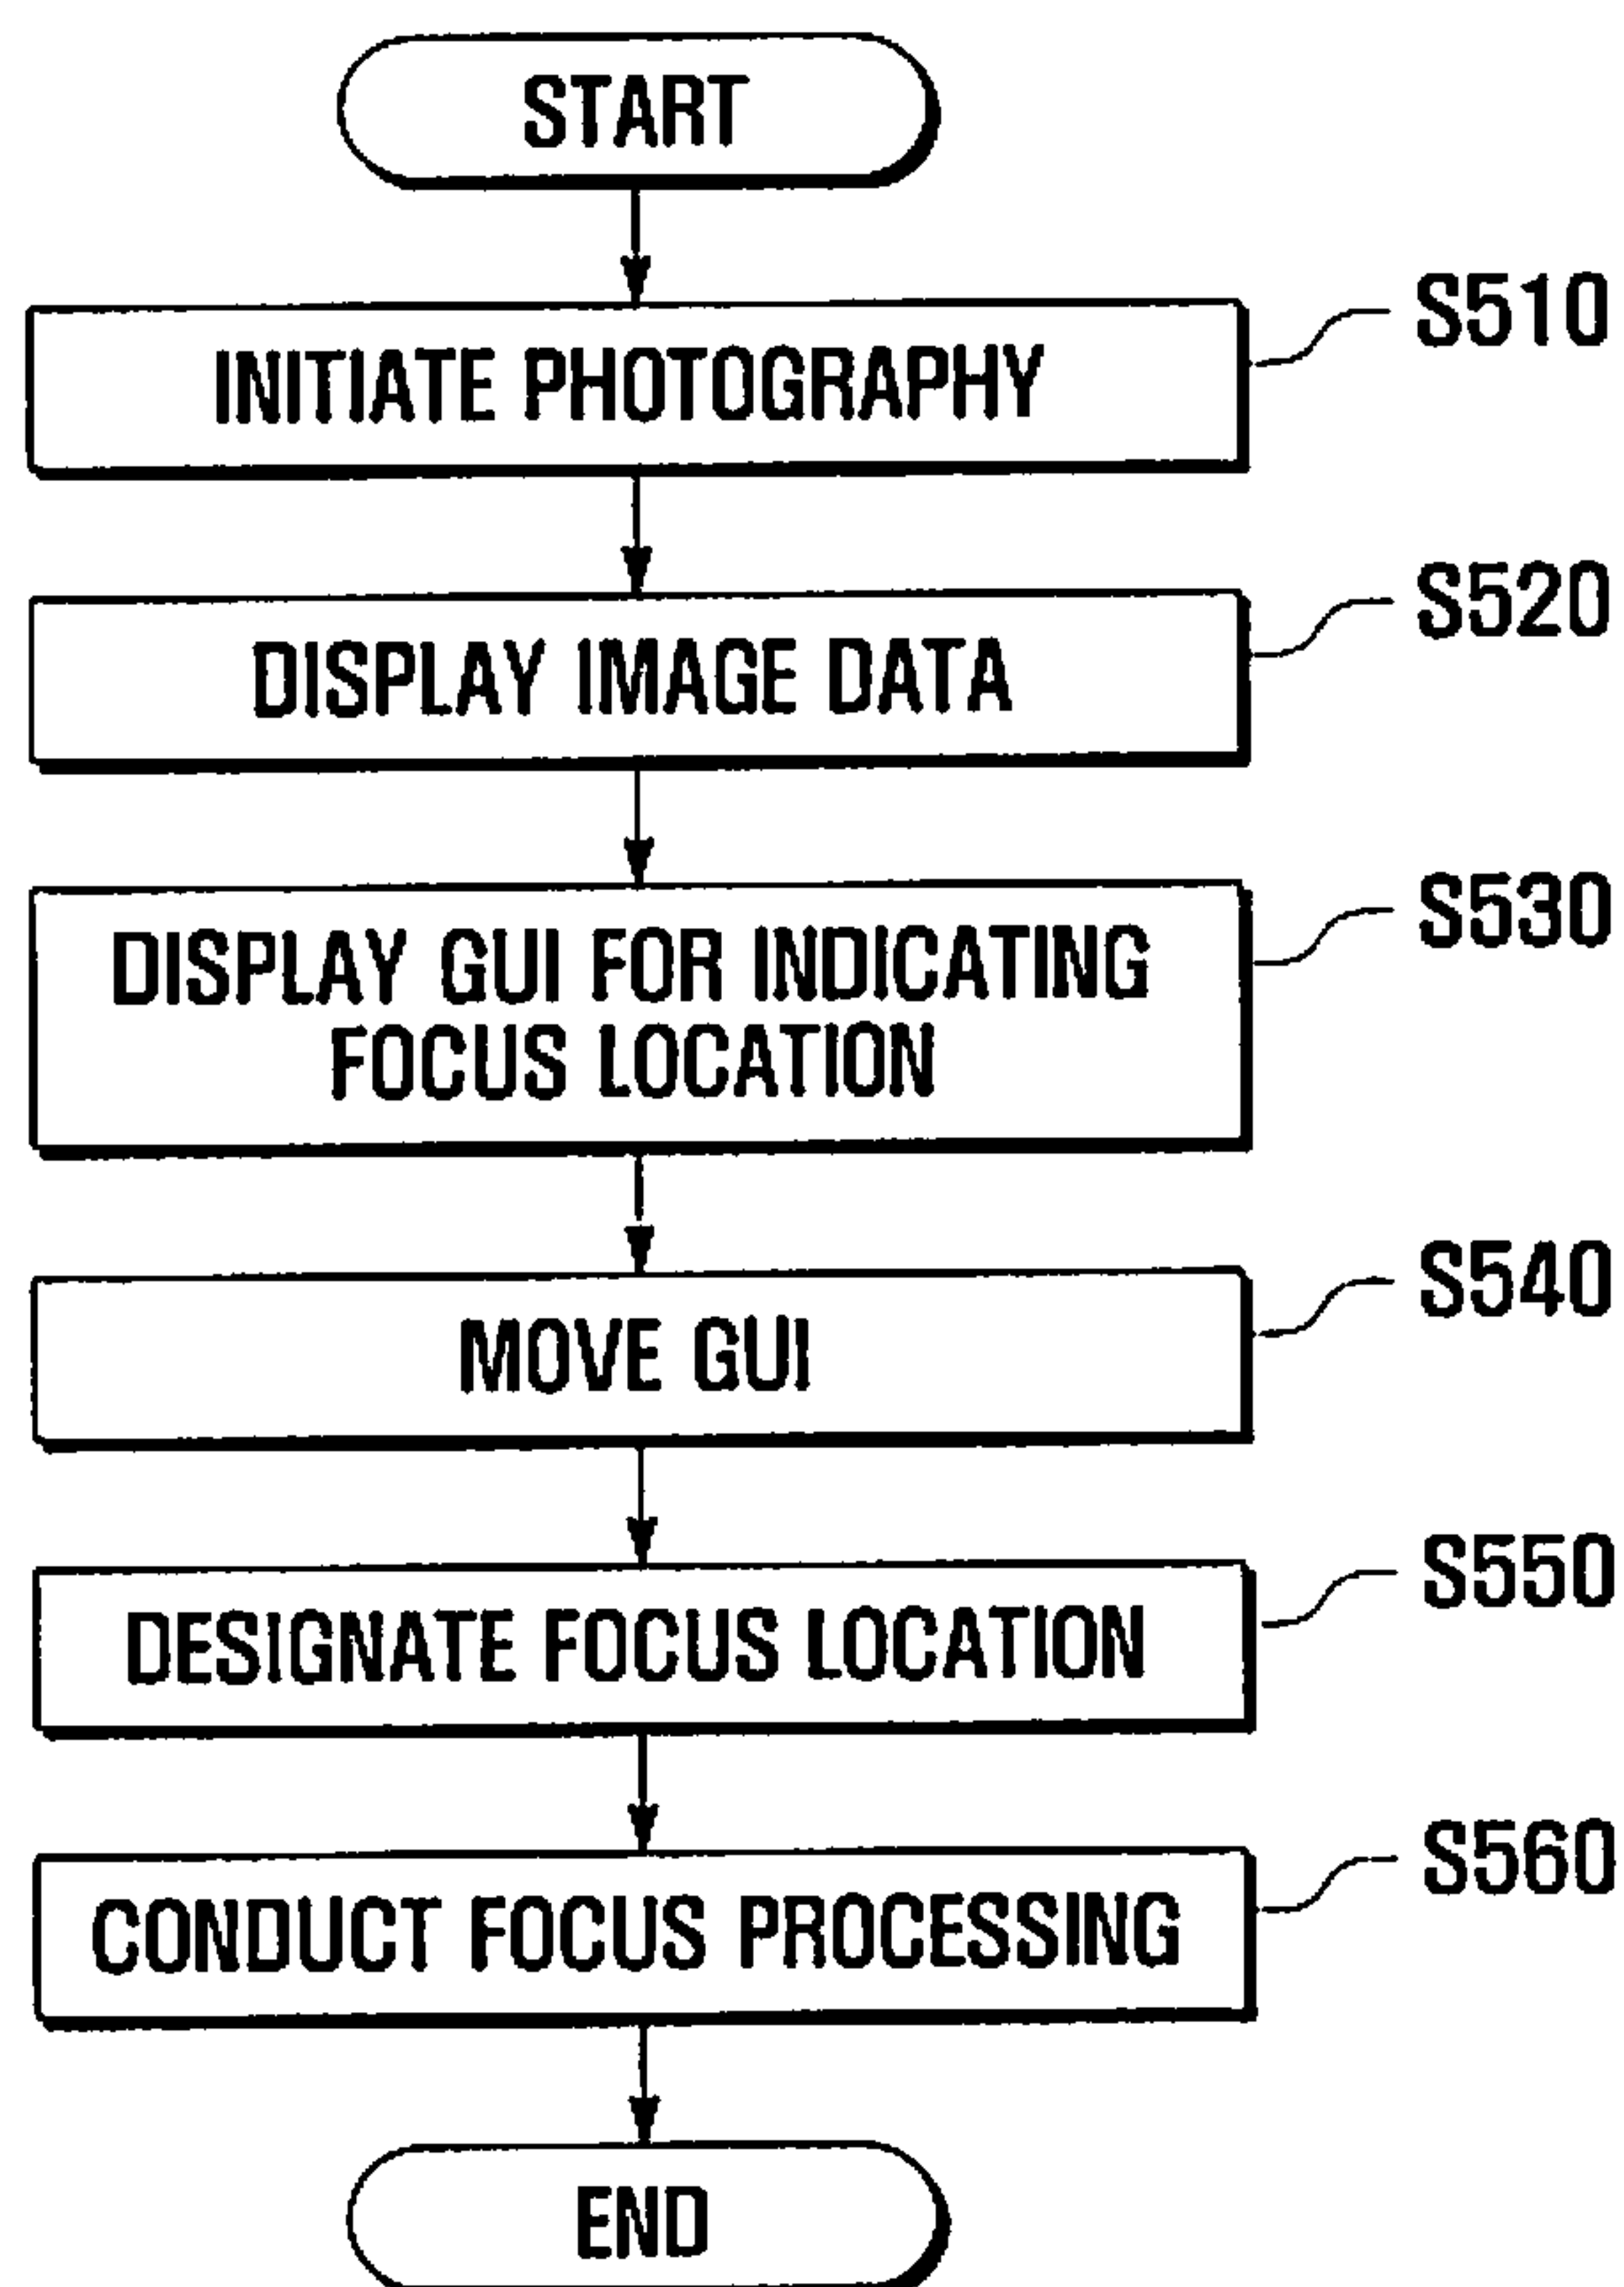 START
S510
INITIATE PHOTOGRAPHY
S520
DISPLAY IMAGE DATA
S530
DISPLAY GUI FOR INDICATING
FOCUS LOCATION
S540
MOVE GUI
S550
DESIGNATE FOCUS LOCATION
S560
CONDUCT FOCUS PROCESSING
END